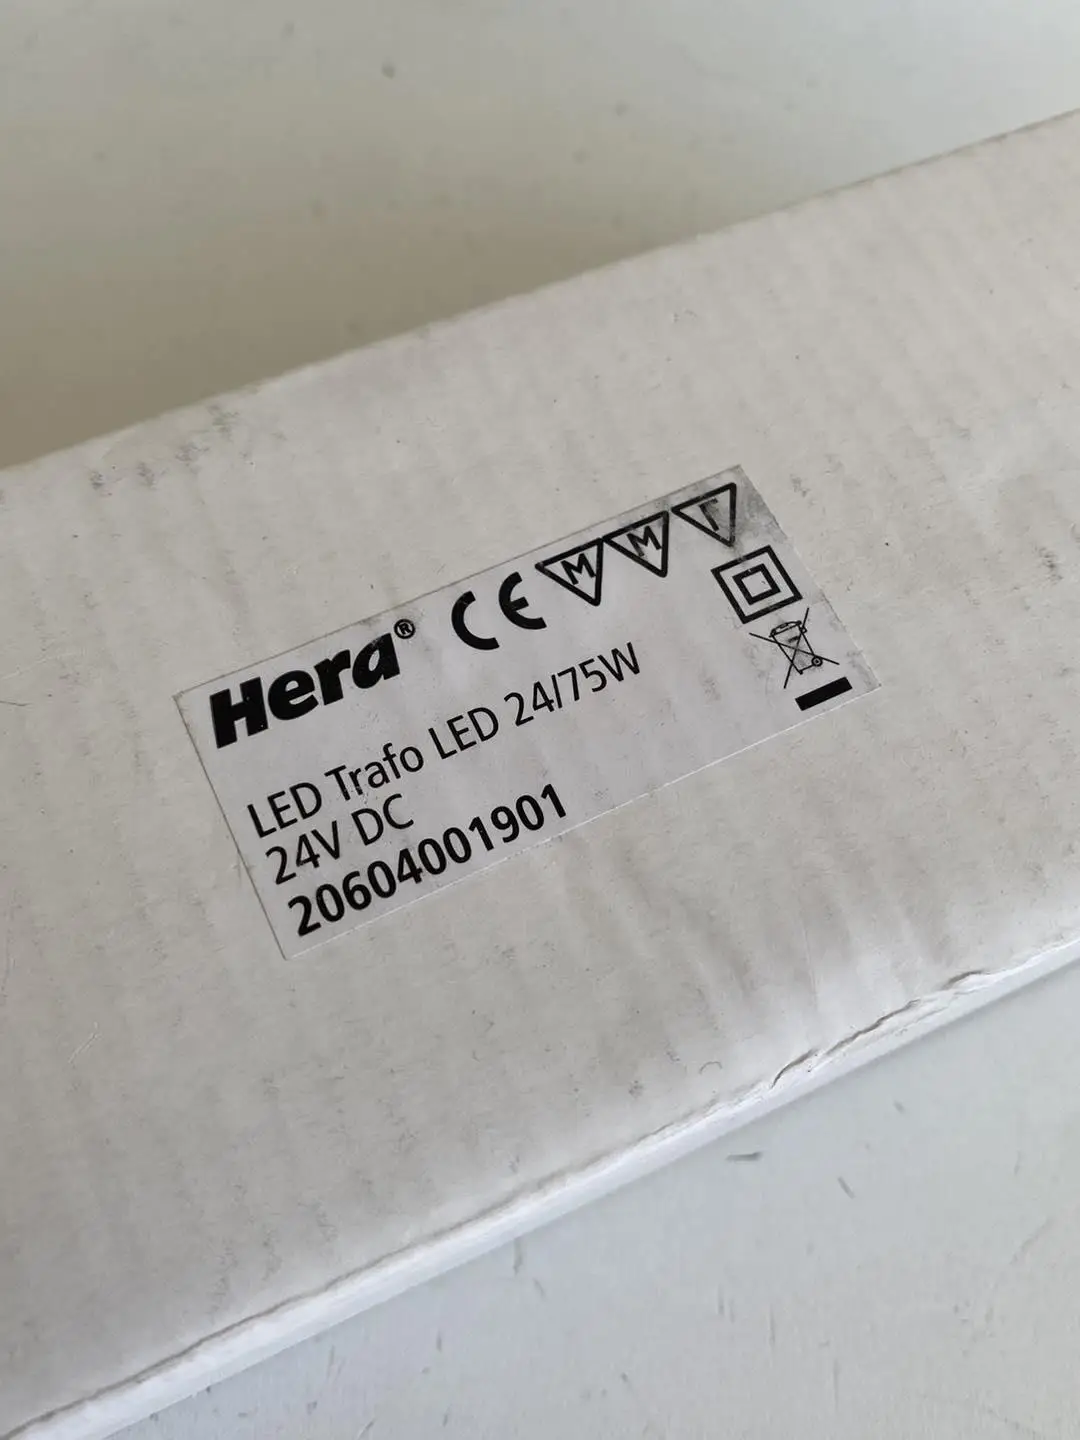 Hera® CE M M T
LED Trafo LED 24/75W
24V DC
20604001901